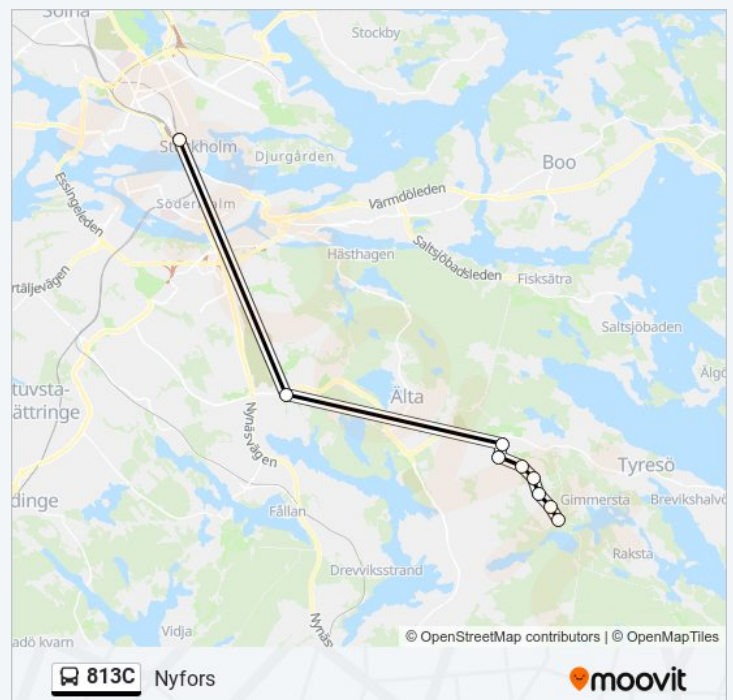 Solna
Stockby
Stockholm
Djurgården
Boo
Essingeleden
Värmdöleden
Södermalm
Hästhagen
Saltsjöbadsleden
Fisksätra
rtäljevägen
Saltsjöbaden
Älgö
tuvsta-
ättringe
Älta
Nynäsvägen
Tyresö
dinge
Gimmersta
Brevikshalvö
Fållan
Raksta
Drevviksstrand
Vidja
Nynäs
adö kvarn
© OpenStreetMap contributors | © OpenMapTiles
813C Nyfors
moovit